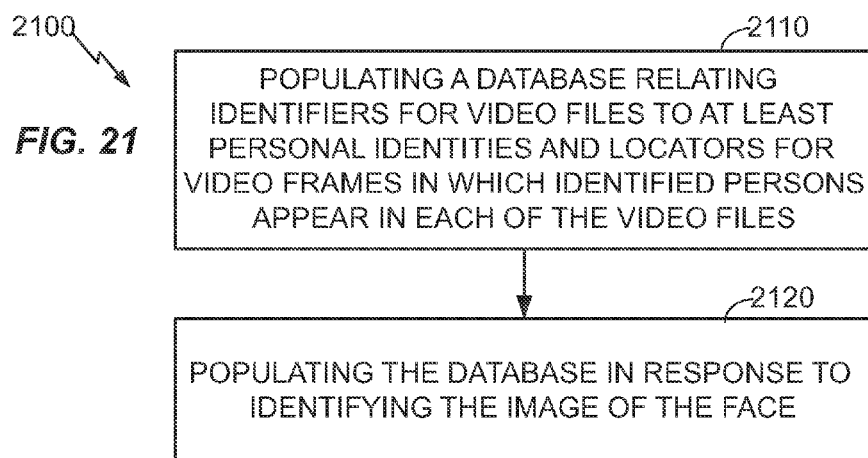 2100
2110
POPULATING A DATABASE RELATING
IDENTIFIERS FOR VIDEO FILES TO AT LEAST
PERSONAL IDENTITIES AND LOCATORS FOR
VIDEO FRAMES IN WHICH IDENTIFIED PERSONS
APPEAR IN EACH OF THE VIDEO FILES
FIG. 21
2120
POPULATING THE DATABASE IN RESPONSE TO
IDENTIFYING THE IMAGE OF THE FACE